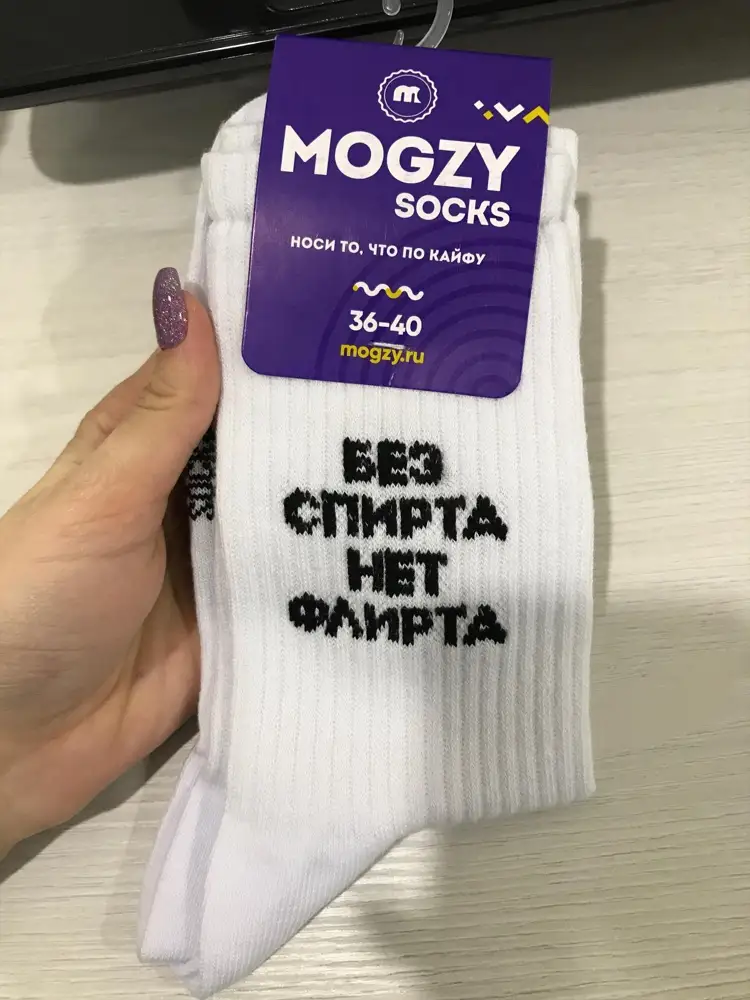 m
MOGZY
SOCKS
НОСИ ТО, ЧТО ПО КАЙФУ
36-40
mogzy.ru
БЕЗ
СПИРТА
НЕТ
ФЛИРТА